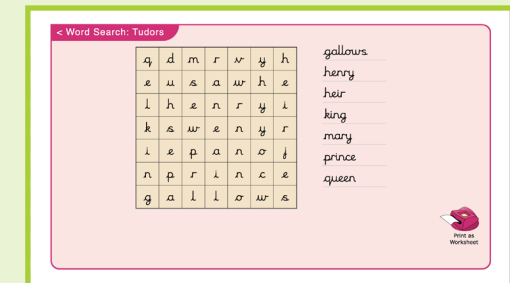 < Word Search: Tudors
q d m r v y h
e u s a w h e
l h e n r y i
k s w e n y r
i e p a n o j
n p r i n c e
g a l l o w s
gallows
henry
heir
king
mary
prince
queen
Print as
Worksheet